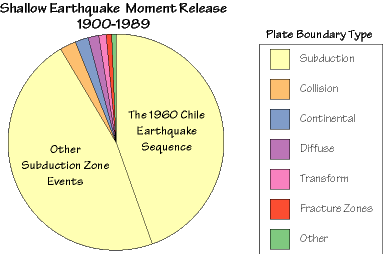 Shallow Earthquake Moment Release
1900-1989
Plate Boundary Type
Subduction
Collision
Continental
Diffuse
Transform
Fracture Zones
Other
The 1960 Chile
Earthquake
Sequence
Other
Subduction Zone
Events